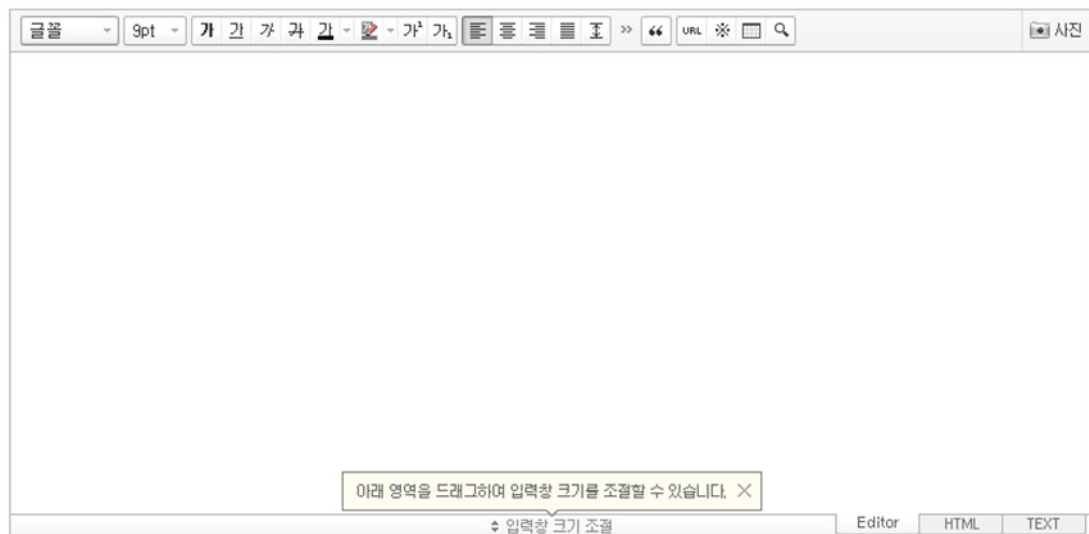 글꼴 9pt 가 가 가 가 가 가 가¹ 가₁ » “ URL ※ 사진
아래 영역을 드래그하여 입력창 크기를 조절할 수 있습니다.
입력창 크기 조절 Editor HTML TEXT